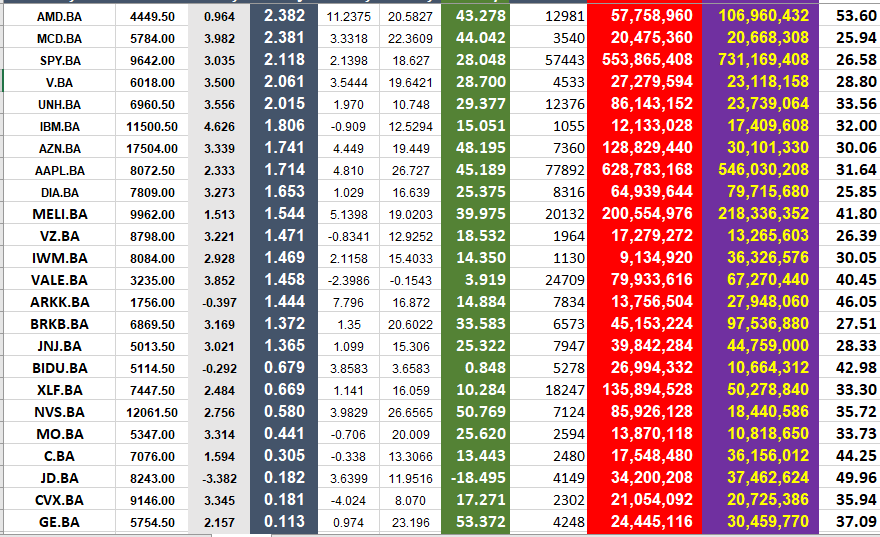 AMD.BA 4449.50 0.964 2.382 11.2375 20.5827 43.278 12981 57,758,960 106,960,432 53.60
MCD.BA 5784.00 3.982 2.381 3.3318 22.3609 44.042 3540 20,475,360 20,668,308 25.94
SPY.BA 9642.00 3.035 2.118 2.1398 18.627 28.048 57443 553,865,408 731,169,408 26.58
V.BA 6018.00 3.500 2.061 3.5444 19.6421 28.700 4533 27,279,594 23,118,158 28.80
UNH.BA 6960.50 3.556 2.015 1.970 10.748 29.377 12376 86,143,152 23,739,064 33.56
IBM.BA 11500.50 4.626 1.806 -0.909 12.5294 15.051 1055 12,133,028 17,409,608 32.00
AZN.BA 17504.00 3.339 1.741 4.449 19.449 48.195 7360 128,829,440 30,101,330 30.06
AAPL.BA 8072.50 2.333 1.714 4.810 26.727 45.189 77892 628,783,168 546,030,208 31.64
DIA.BA 7809.00 3.273 1.653 1.029 16.639 25.375 8316 64,939,644 79,715,680 25.85
MELI.BA 9962.00 1.513 1.544 5.1398 19.0203 39.975 20132 200,554,976 218,336,352 41.80
VZ.BA 8798.00 3.221 1.471 -0.8341 12.9252 18.532 1964 17,279,272 13,265,603 26.39
IWM.BA 8084.00 2.928 1.469 2.1158 15.4033 14.350 1130 9,134,920 36,326,576 30.05
VALE.BA 3235.00 3.852 1.458 -2.3986 -0.1543 3.919 24709 79,933,616 67,270,440 40.45
ARKK.BA 1756.00 -0.397 1.444 7.796 16.872 14.884 7834 13,756,504 27,948,060 46.05
BRKB.BA 6869.50 3.169 1.372 1.35 20.6022 33.583 6573 45,153,224 97,536,880 27.51
JNJ.BA 5013.50 3.021 1.365 1.099 15.306 25.322 7947 39,842,284 44,759,000 28.33
BIDU.BA 5114.50 -0.292 0.679 3.8583 3.6583 0.848 5278 26,994,332 10,664,312 42.98
XLF.BA 7447.50 2.484 0.669 1.141 16.059 10.284 18247 135,894,528 50,278,840 33.30
NVS.BA 12061.50 2.756 0.580 3.9829 26.6565 50.769 7124 85,926,128 18,440,586 35.72
MO.BA 5347.00 3.314 0.441 -0.706 20.009 25.620 2594 13,870,118 10,818,650 33.73
C.BA 7076.00 1.594 0.305 -0.338 13.3066 13.443 2480 17,548,480 36,156,012 44.25
JD.BA 8243.00 -3.382 0.182 3.6399 11.9516 -18.495 4149 34,200,208 37,462,624 49.96
CVX.BA 9146.00 3.345 0.181 -4.024 8.070 17.271 2302 21,054,092 20,725,386 35.94
GE.BA 5754.50 2.157 0.113 0.974 23.196 53.372 4248 24,445,116 30,459,770 37.09